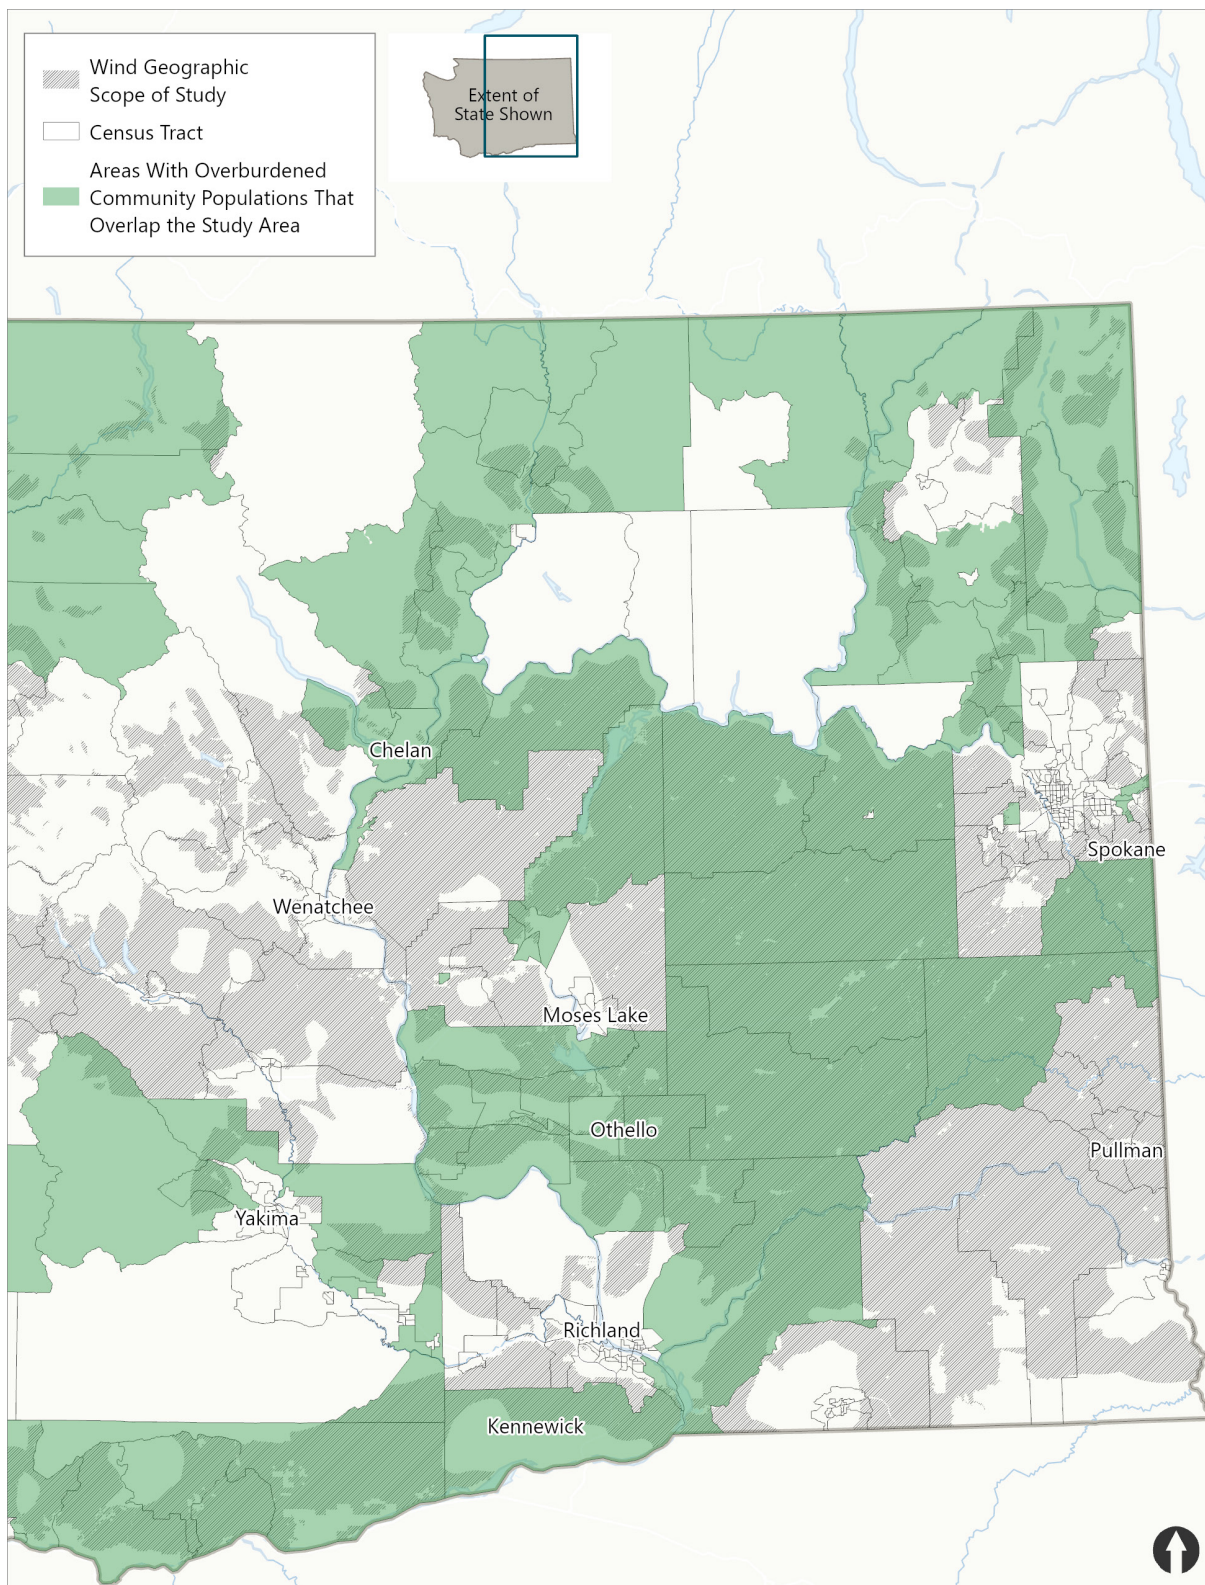 Wind Geographic
Scope of Study
Census Tract
Areas With Overburdened
Community Populations That
Overlap the Study Area
Extent of
State Shown
Chelan
Spokane
Wenatchee
Moses Lake
Othello
Pullman
Yakima
Richland
Kennewick